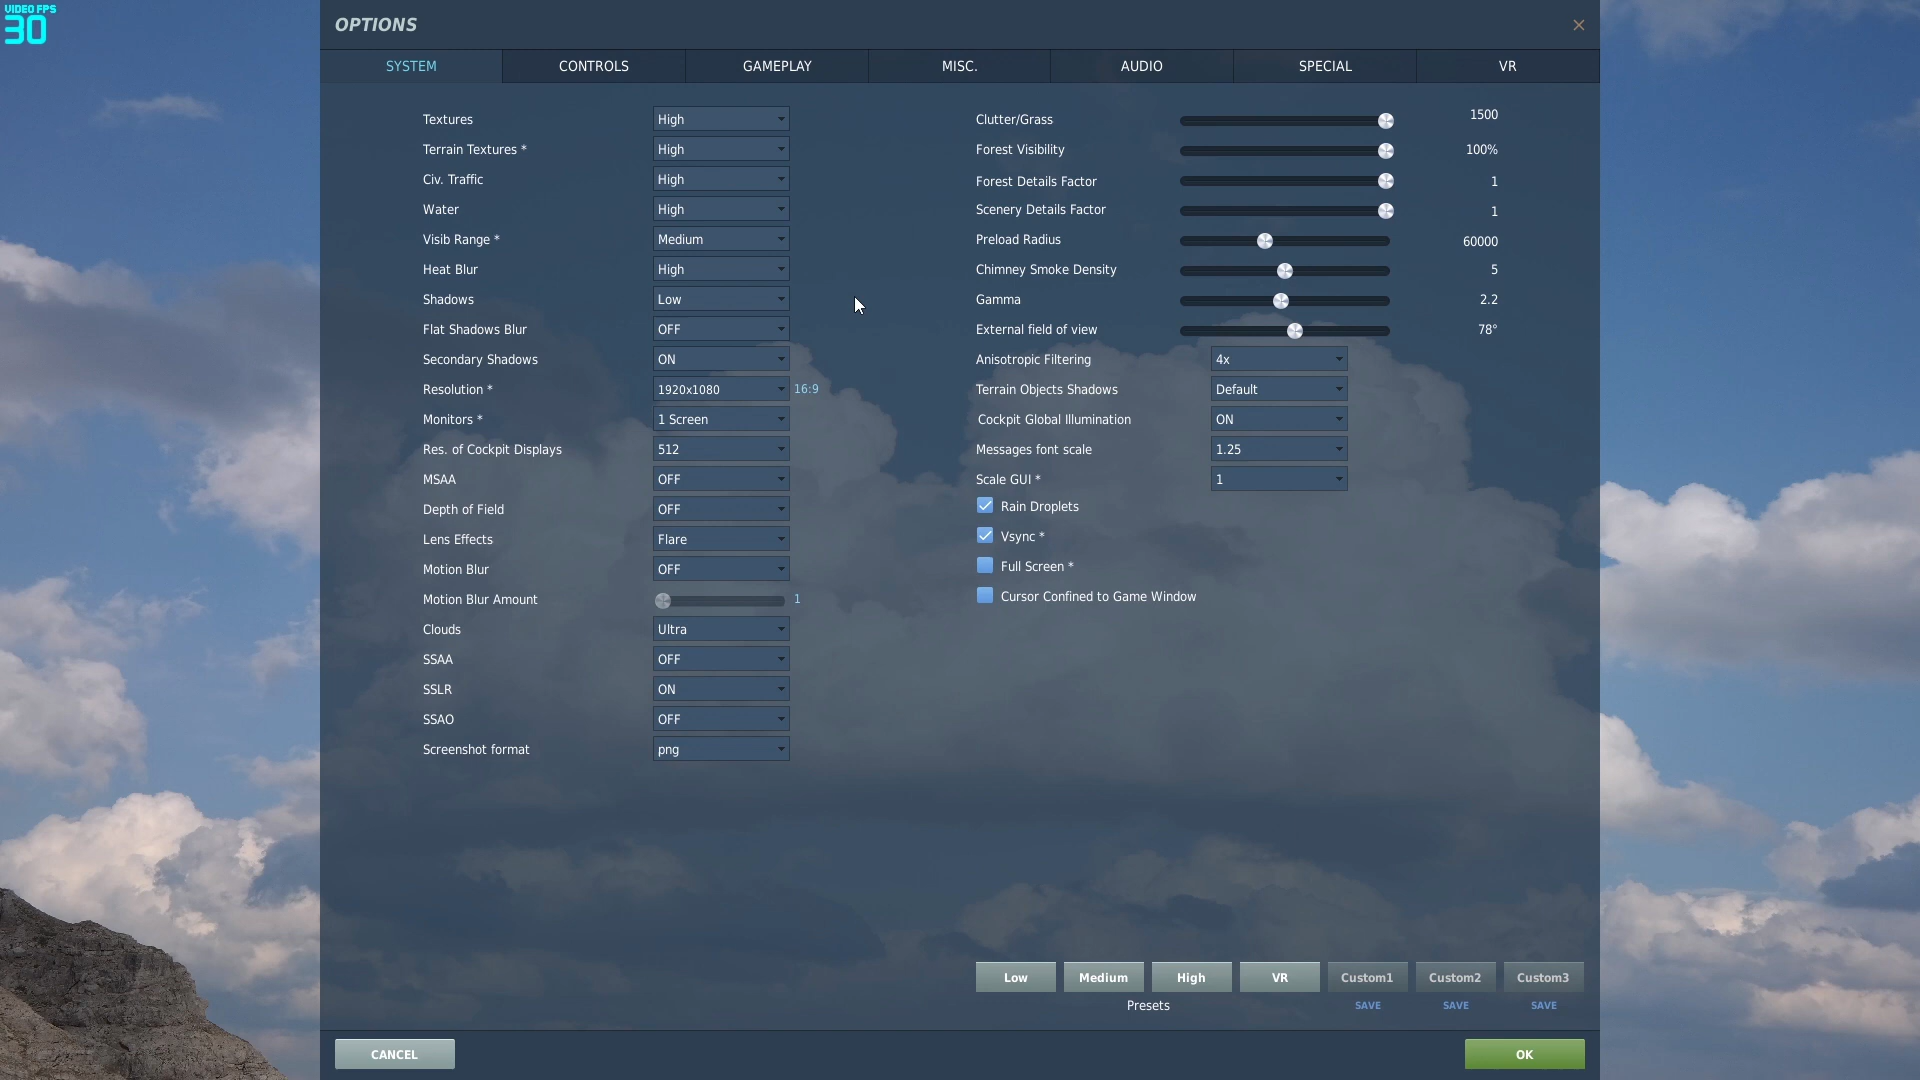 VIDEO FPS
30
OPTIONS
×
SYSTEM CONTROLS GAMEPLAY MISC. AUDIO SPECIAL VR
Textures High
Terrain Textures * High
Civ. Traffic High
Water High
Visib Range * Medium
Heat Blur High
Shadows Low
Flat Shadows Blur OFF
Secondary Shadows ON
Resolution * 1920x1080 16:9
Monitors * 1 Screen
Res. of Cockpit Displays 512
MSAA OFF
Depth of Field OFF
Lens Effects Flare
Motion Blur OFF
Motion Blur Amount 1
Clouds Ultra
SSAA OFF
SSLR ON
SSAO OFF
Screenshot format png
Clutter/Grass 1500
Forest Visibility 100%
Forest Details Factor 1
Scenery Details Factor 1
Preload Radius 60000
Chimney Smoke Density 5
Gamma 2.2
External field of view 78°
Anisotropic Filtering 4x
Terrain Objects Shadows Default
Cockpit Global Illumination ON
Messages font scale 1.25
Scale GUI * 1
Rain Droplets
Vsync *
Full Screen *
Cursor Confined to Game Window
Low Medium High VR Custom1 Custom2 Custom3
Presets SAVE SAVE SAVE
CANCEL OK